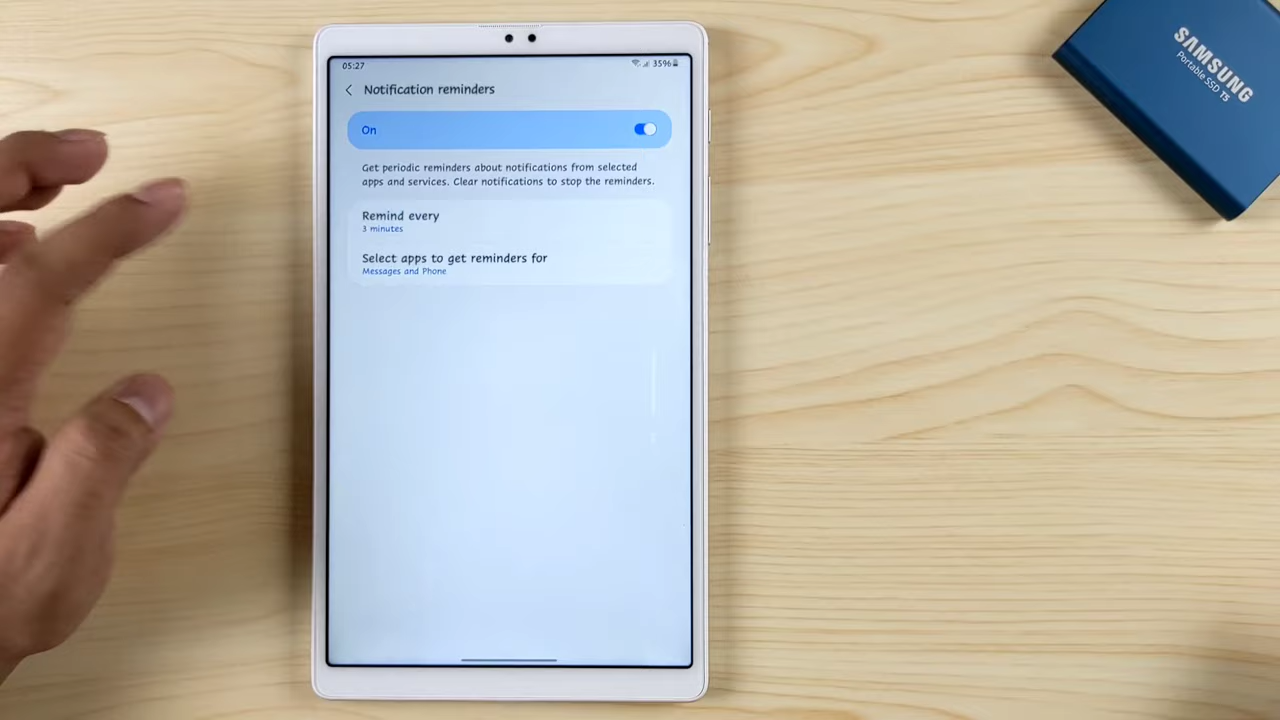 05:27
35%
Notification reminders
On
Get periodic reminders about notifications from selected
apps and services. Clear notifications to stop the reminders.
Remind every
3 minutes
Select apps to get reminders for
Messages and Phone
SAMSUNG
Portable SSD T5